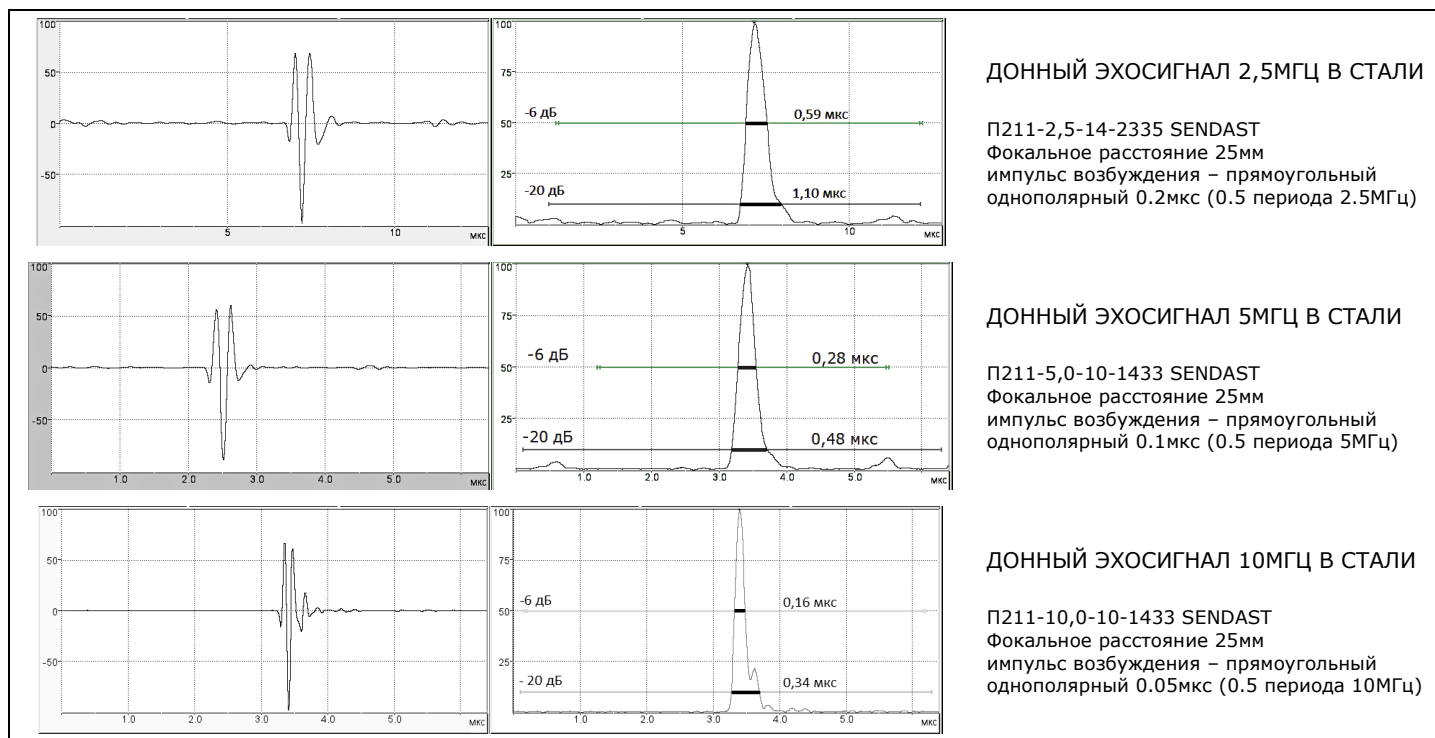 100
50
0
-50
5
10
мкс
100
75
50
25
-6 дБ
0,59 мкс
-20 дБ
1,10 мкс
5
10
мкс
ДОННЫЙ ЭХОСИГНАЛ 2,5МГЦ В СТАЛИ
П211-2,5-14-2335 SENDAST
Фокальное расстояние 25мм
импульс возбуждения – прямоугольный
однополярный 0.2мкс (0.5 периода 2.5МГц)
100
50
0
-50
1.0
2.0
3.0
4.0
5.0
мкс
100
75
50
25
-6 дБ
0,28 мкс
-20 дБ
0,48 мкс
1.0
2.0
3.0
4.0
5.0
мкс
ДОННЫЙ ЭХОСИГНАЛ 5МГЦ В СТАЛИ
П211-5,0-10-1433 SENDAST
Фокальное расстояние 25мм
импульс возбуждения – прямоугольный
однополярный 0.1мкс (0.5 периода 5МГц)
100
50
0
-50
1.0
2.0
3.0
4.0
5.0
мкс
100
75
50
25
-6 дБ
0,16 мкс
- 20 дБ
0,34 мкс
1.0
2.0
3.0
4.0
5.0
мкс
ДОННЫЙ ЭХОСИГНАЛ 10МГЦ В СТАЛИ
П211-10,0-10-1433 SENDAST
Фокальное расстояние 25мм
импульс возбуждения – прямоугольный
однополярный 0.05мкс (0.5 периода 10МГц)